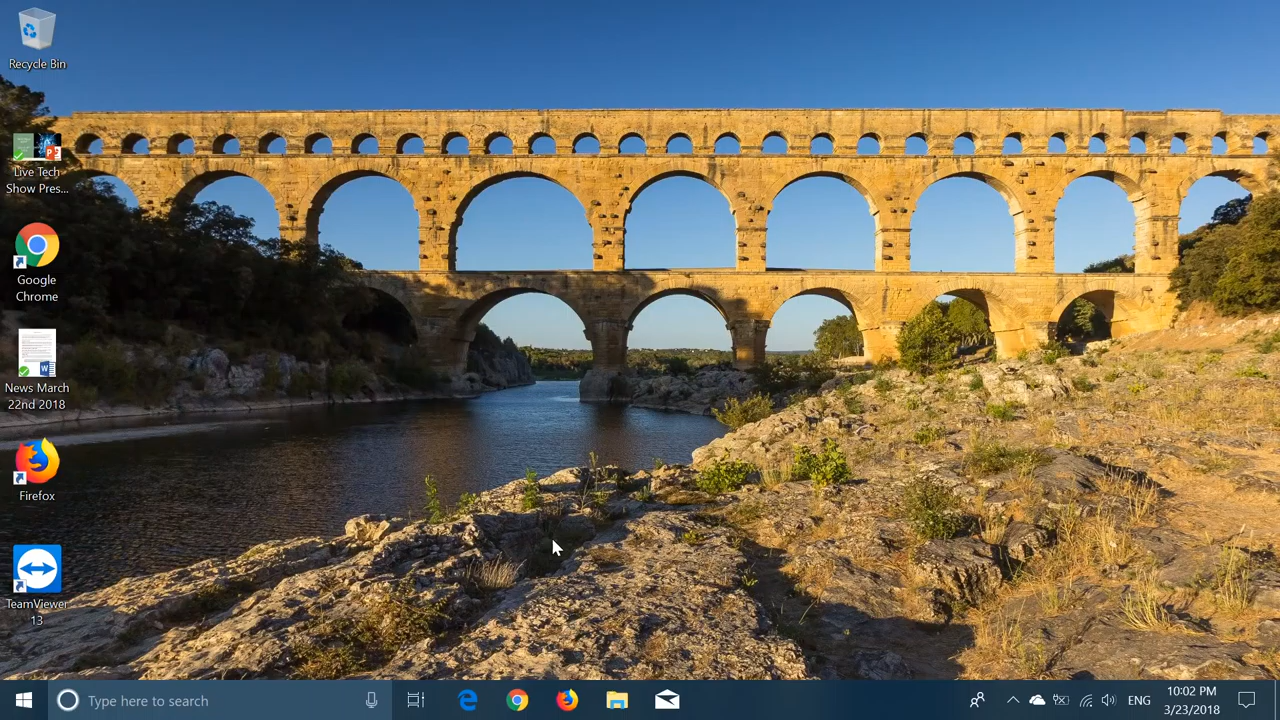 Recycle Bin
Live Tech
Show Pres...
Google
Chrome
News March
22nd 2018
Firefox
TeamViewer
13
Type here to search
ENG
10:02 PM
3/23/2018